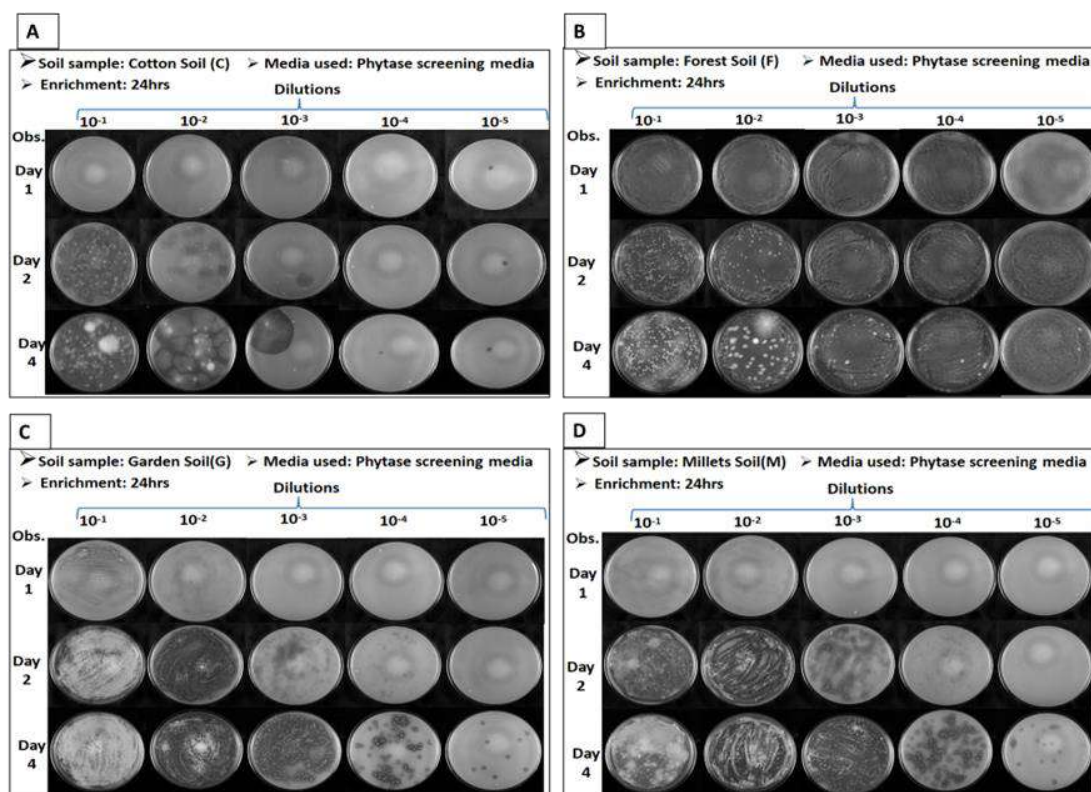 A
➢ Soil sample: Cotton Soil (C) ➢ Media used: Phytase screening media
➢ Enrichment: 24hrs
Dilutions
10-1 10-2 10-3 10-4 10-5
Obs.
Day 1
Day 2
Day 4
B
➢ Soil sample: Forest Soil (F) ➢ Media used: Phytase screening media
➢ Enrichment: 24hrs
Dilutions
10-1 10-2 10-3 10-4 10-5
Obs.
Day 1
Day 2
Day 4
C
➢ Soil sample: Garden Soil(G) ➢ Media used: Phytase screening media
➢ Enrichment: 24hrs
Dilutions
10-1 10-2 10-3 10-4 10-5
Obs.
Day 1
Day 2
Day 4
D
➢ Soil sample: Millets Soil(M) ➢ Media used: Phytase screening media
➢ Enrichment: 24hrs
Dilutions
10-1 10-2 10-3 10-4 10-5
Obs.
Day 1
Day 2
Day 4